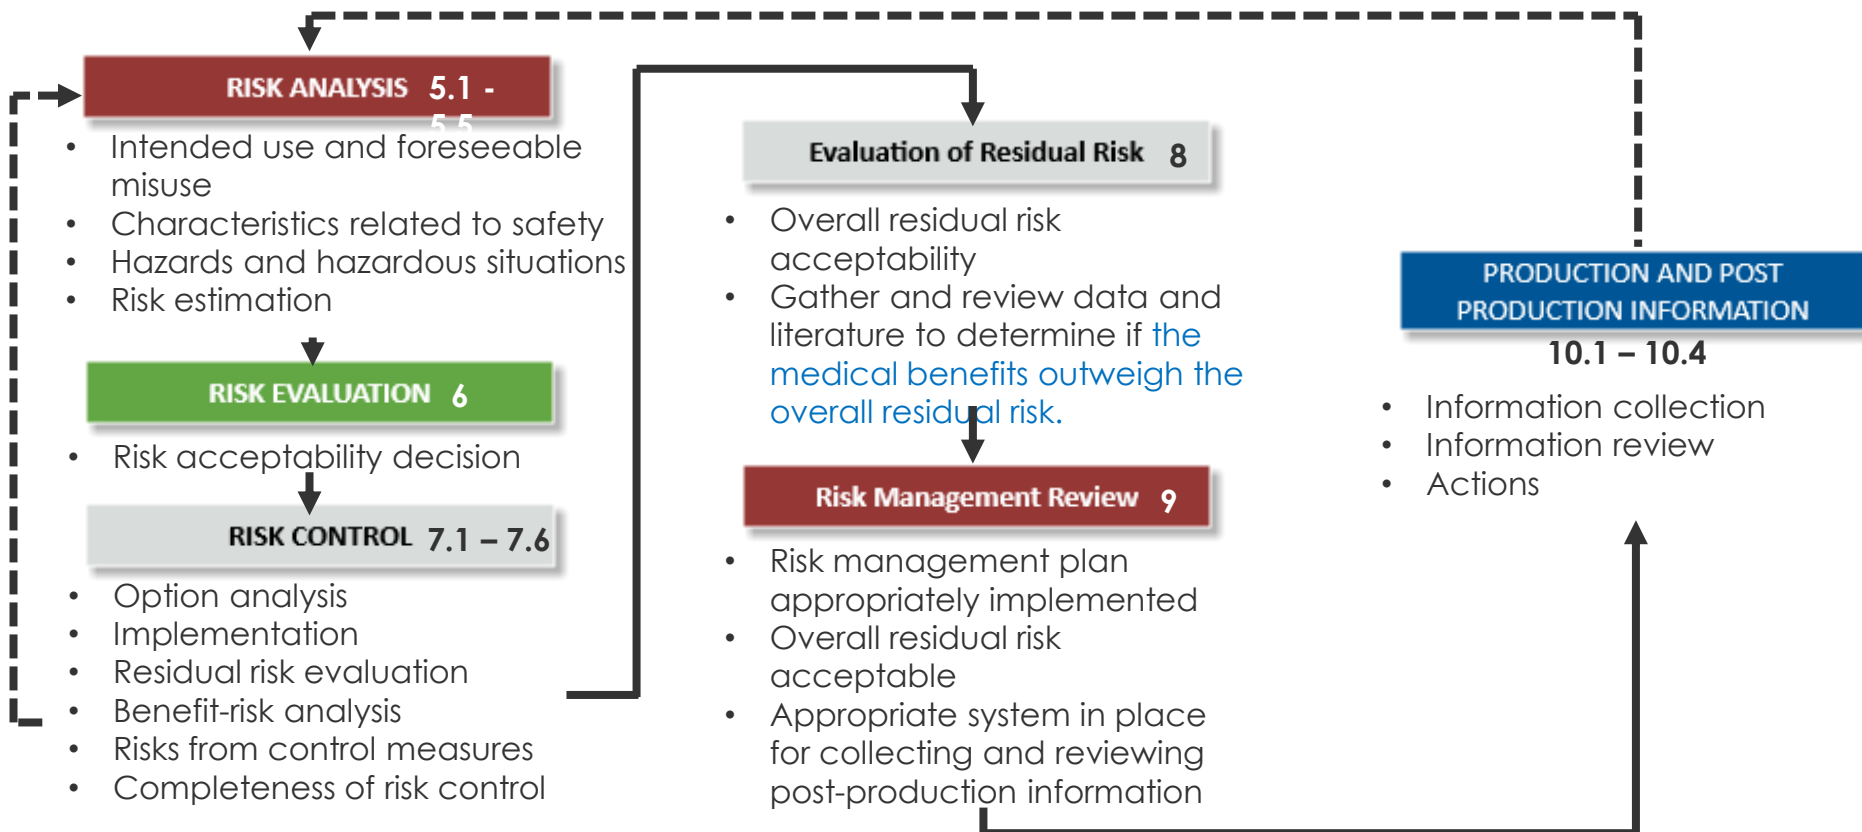 RISK ANALYSIS 5.1 -
5.5
• Intended use and foreseeable
misuse
• Characteristics related to safety
• Hazards and hazardous situations
• Risk estimation
RISK EVALUATION 6
• Risk acceptability decision
RISK CONTROL 7.1 – 7.6
• Option analysis
• Implementation
• Residual risk evaluation
• Benefit-risk analysis
• Risks from control measures
• Completeness of risk control
Evaluation of Residual Risk 8
• Overall residual risk
acceptability
• Gather and review data and
literature to determine if the
medical benefits outweigh the
overall residual risk.
Risk Management Review 9
• Risk management plan
appropriately implemented
• Overall residual risk
acceptable
• Appropriate system in place
for collecting and reviewing
post-production information
PRODUCTION AND POST
PRODUCTION INFORMATION
10.1 – 10.4
• Information collection
• Information review
• Actions